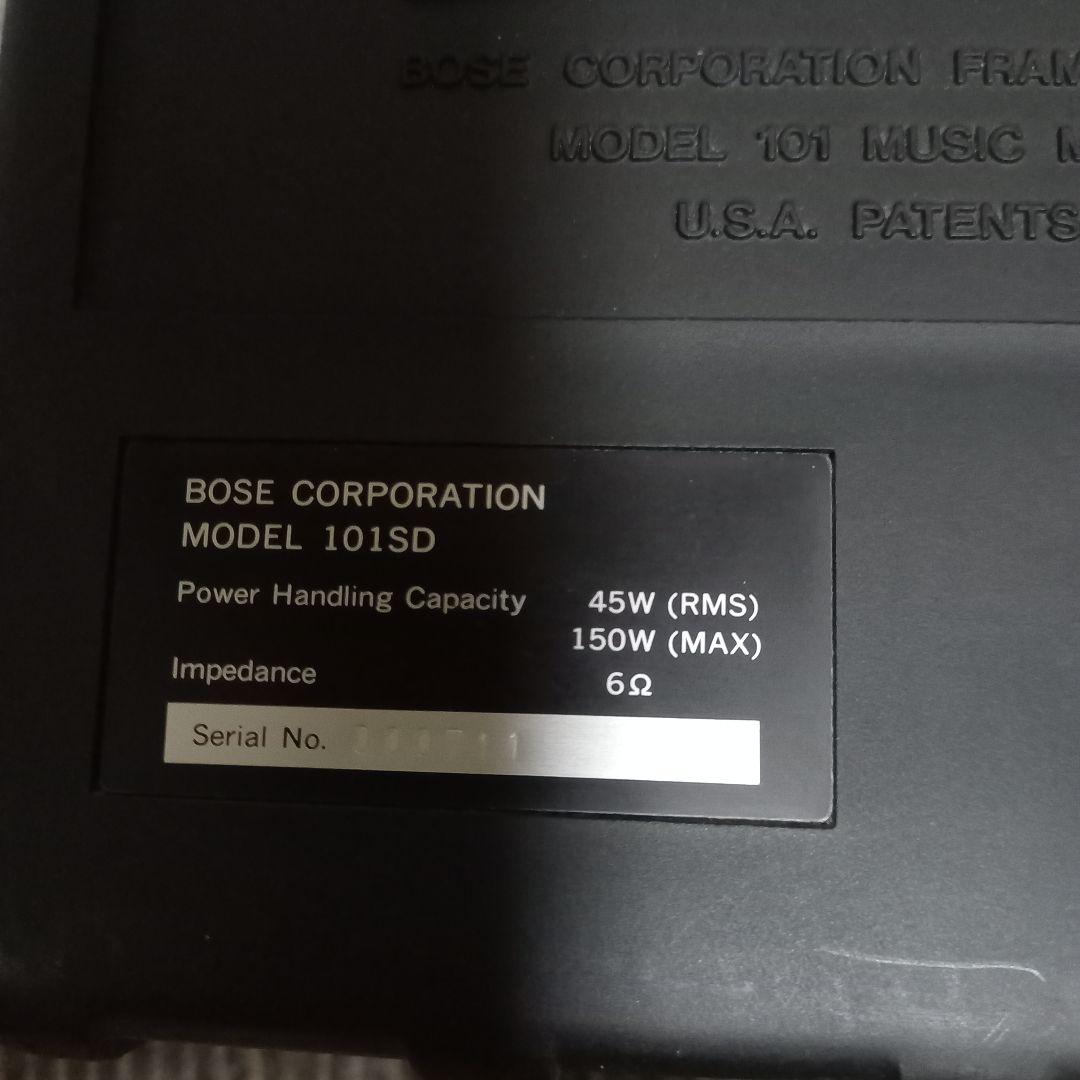 BOSE CORPORATION FRAM
MODEL 101 MUSIC M
U.S.A. PATENTS
BOSE CORPORATION
MODEL 101SD
Power Handling Capacity 45W (RMS)
150W (MAX)
Impedance 6Ω
Serial No.